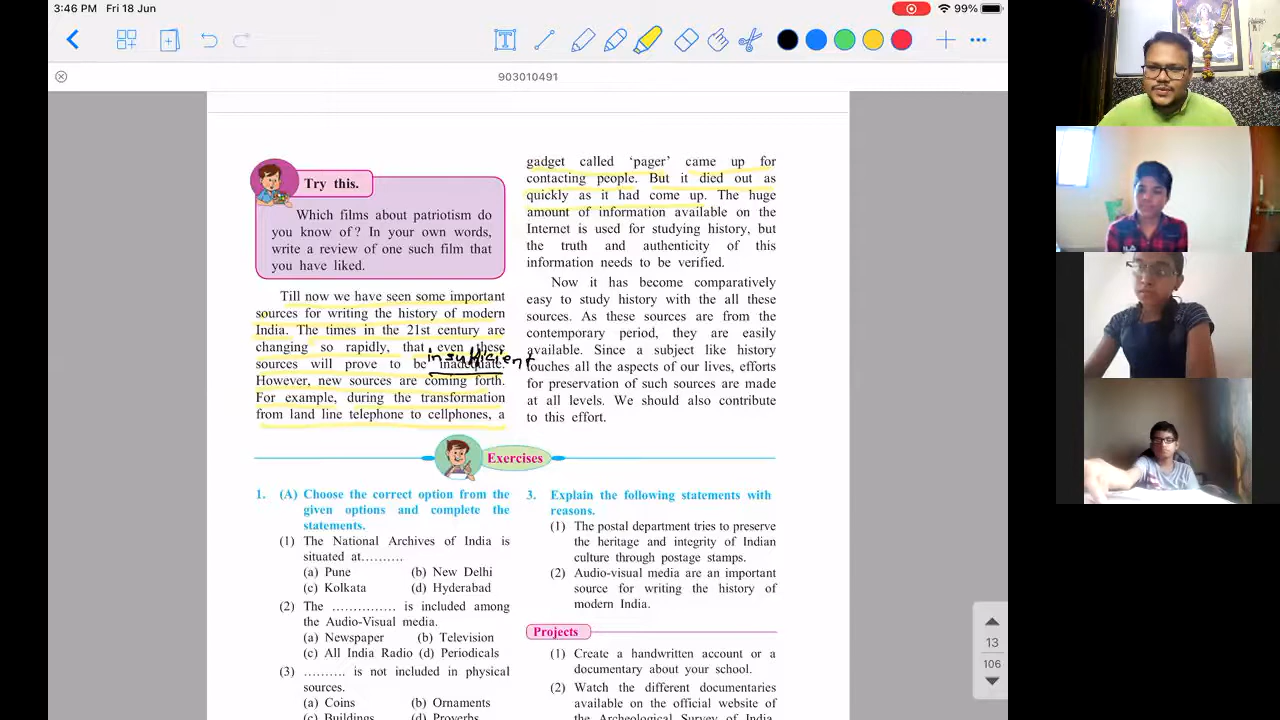 3:46 PM Fri 18 Jun
99%
903010491
Try this.
Which films about patriotism do
you know of? In your own words,
write a review of one such film that
you have liked.
Till now we have seen some important
sources for writing the history of modern
India. The times in the 21st century are
changing so rapidly, that even these
insufficient
sources will prove to be inadequate.
However, new sources are coming forth.
For example, during the transformation
from land line telephone to cellphones, a
gadget called ‘pager’ came up for
contacting people. But it died out as
quickly as it had come up. The huge
amount of information available on the
Internet is used for studying history, but
the truth and authenticity of this
information needs to be verified.
Now it has become comparatively
easy to study history with the all these
sources. As these sources are from the
contemporary period, they are easily
available. Since a subject like history
touches all the aspects of our lives, efforts
for preservation of such sources are made
at all levels. We should also contribute
to this effort.
Exercises
1. (A) Choose the correct option from the
given options and complete the
statements.
(1) The National Archives of India is
situated at..........
(a) Pune (b) New Delhi
(c) Kolkata (d) Hyderabad
(2) The ............... is included among
the Audio-Visual media.
(a) Newspaper (b) Television
(c) All India Radio (d) Periodicals
(3) .......... is not included in physical
sources.
(a) Coins (b) Ornaments
(c) Buildings (d) Proverbs
3. Explain the following statements with
reasons.
(1) The postal department tries to preserve
the heritage and integrity of Indian
culture through postage stamps.
(2) Audio-visual media are an important
source for writing the history of
modern India.
Projects
(1) Create a handwritten account or a
documentary about your school.
(2) Watch the different documentaries
available on the official website of
the Archeological Survey of India.
13
106